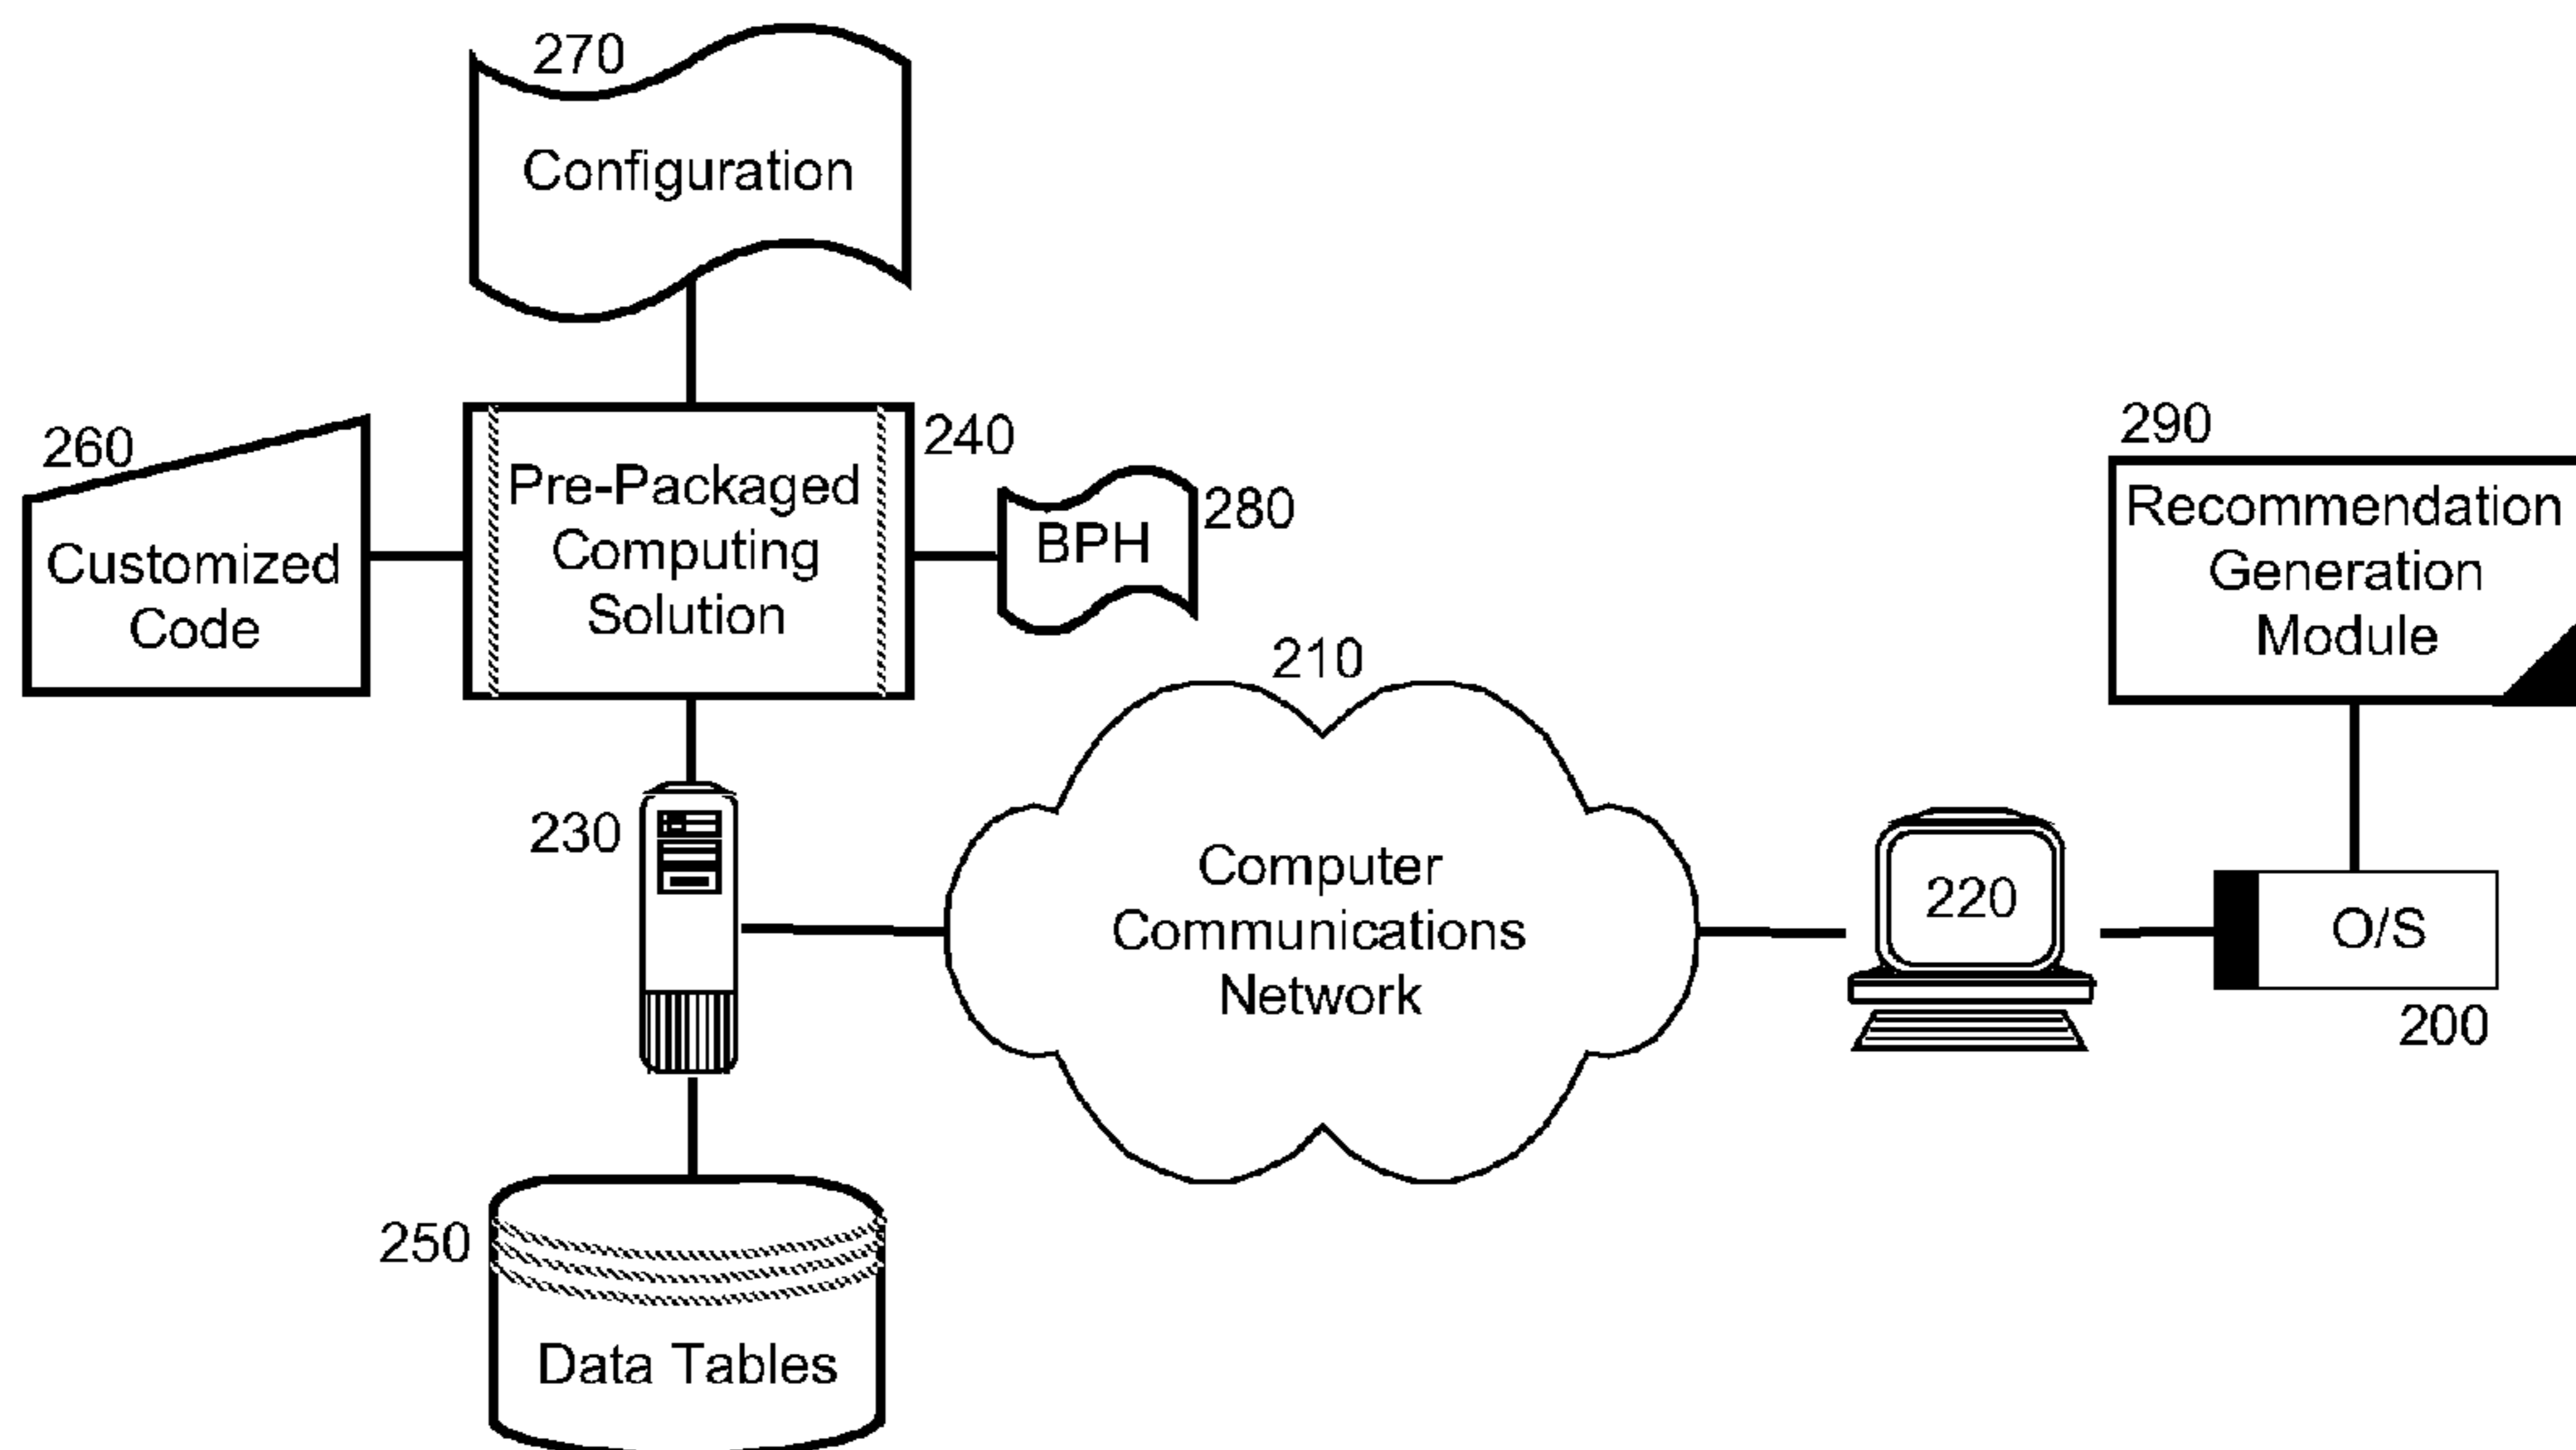 270
Configuration
260
Customized
Code
240
Pre-Packaged
Computing
Solution
BPH
280
290
Recommendation
Generation
Module
210
Computer
Communications
Network
230
220
O/S
200
250
Data Tables